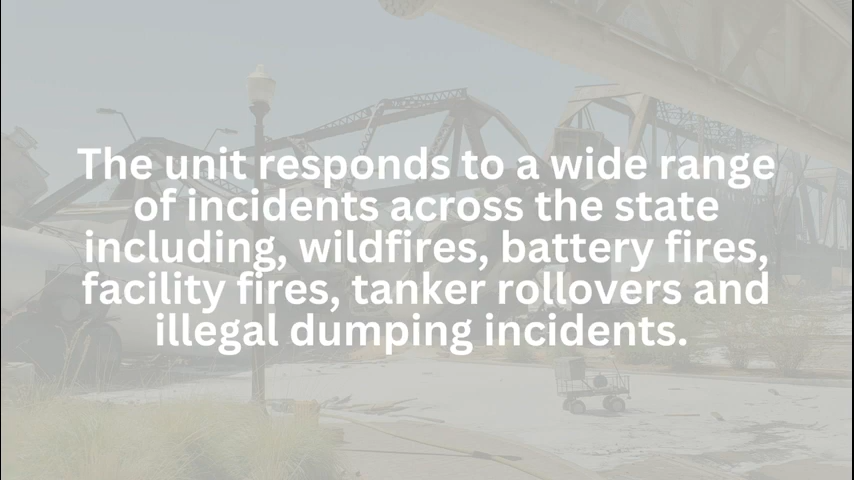 The unit responds to a wide range
of incidents across the state
including, wildfires, battery fires,
facility fires, tanker rollovers and
illegal dumping incidents.